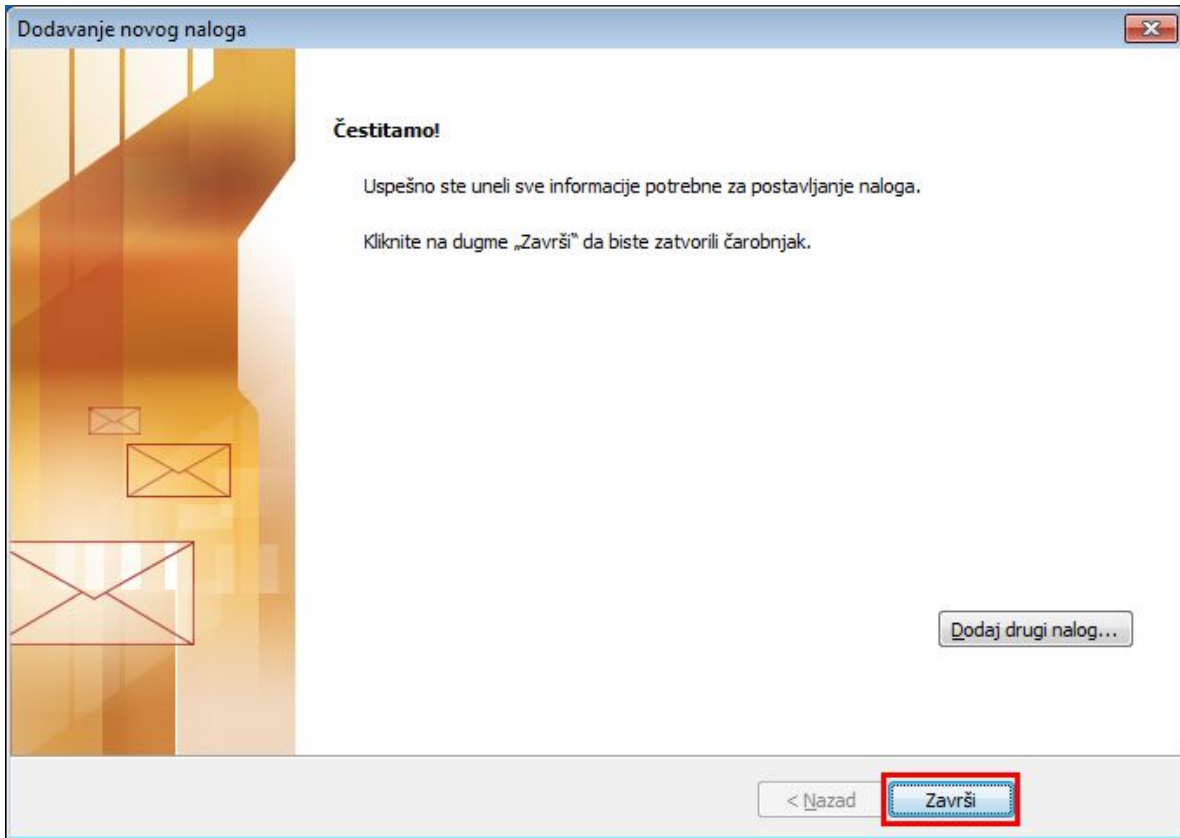 Dodavanje novog naloga
Čestitamo!
Uspešno ste uneli sve informacije potrebne za postavljanje naloga.
Kliknite na dugme „Završi“ da biste zatvorili čarobnjak.
Dodaj drugi nalog...
< Nazad
Završi